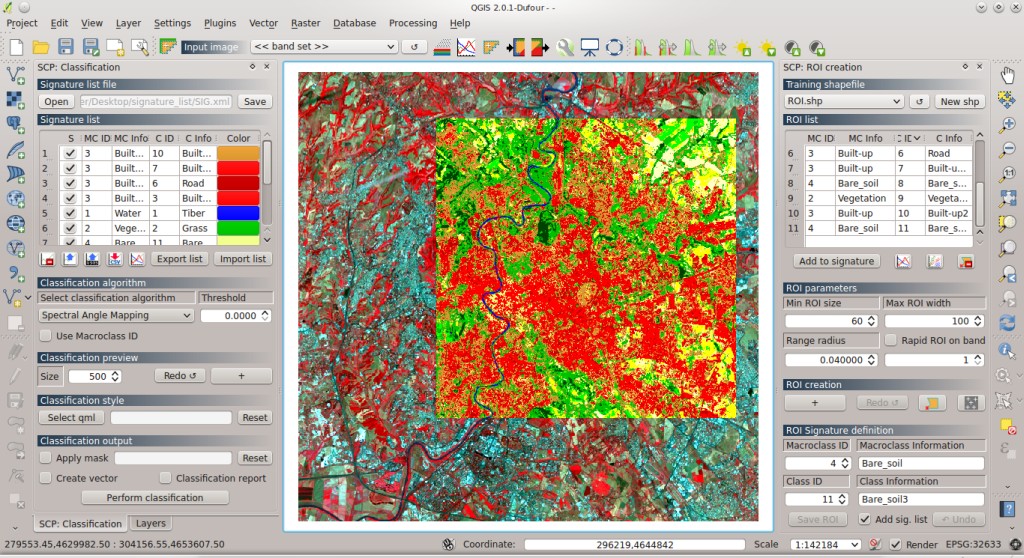 QGIS 2.0.1-Dufour - -
Project Edit View Layer Settings Plugins Vector Raster Database Processing Help
Input image << band set >>
SCP: Classification
Signature list file
Open er/Desktop/signature_list/SIG.xml Save
Signature list
S MC ID MC Info C ID C Info Color
1 3 Built... 10 Built...
2 3 Built... 7 Built...
3 3 Built... 6 Road
4 3 Built... 3 Built...
5 1 Water 1 Tiber
6 2 Vege... 2 Grass
7 4 Bare... 11 Bare...
Export list Import list
Classification algorithm
Select classification algorithm Threshold
Spectral Angle Mapping 0.0000
Use Macroclass ID
Classification preview
Size 500 Redo ↺ +
Classification style
Select qml Reset
Classification output
Apply mask Reset
Create vector Classification report
Perform classification
SCP: Classification Layers
SCP: ROI creation
Training shapefile
ROI.shp ↺ New shp
ROI list
MC ID MC Info C ID C Info
6 3 Built-up 6 Road
7 3 Built-up 7 Built-u...
8 4 Bare_soil 8 Bare_s...
9 2 Vegetation 9 Vegeta...
10 3 Built-up 10 Built-up2
11 4 Bare_soil 11 Bare_s...
Add to signature
ROI parameters
Min ROI size Max ROI width
60 100
Range radius Rapid ROI on band
0.040000 1
ROI creation
+ Redo ↺
ROI Signature definition
Macroclass ID Macroclass Information
4 Bare_soil
Class ID Class Information
11 Bare_soil3
Save ROI Add sig. list Undo
279553.45,4629982.50 : 304156.55,4653607.50 Coordinate: 296219,4644842 Scale 1:142184 Render EPSG:32633